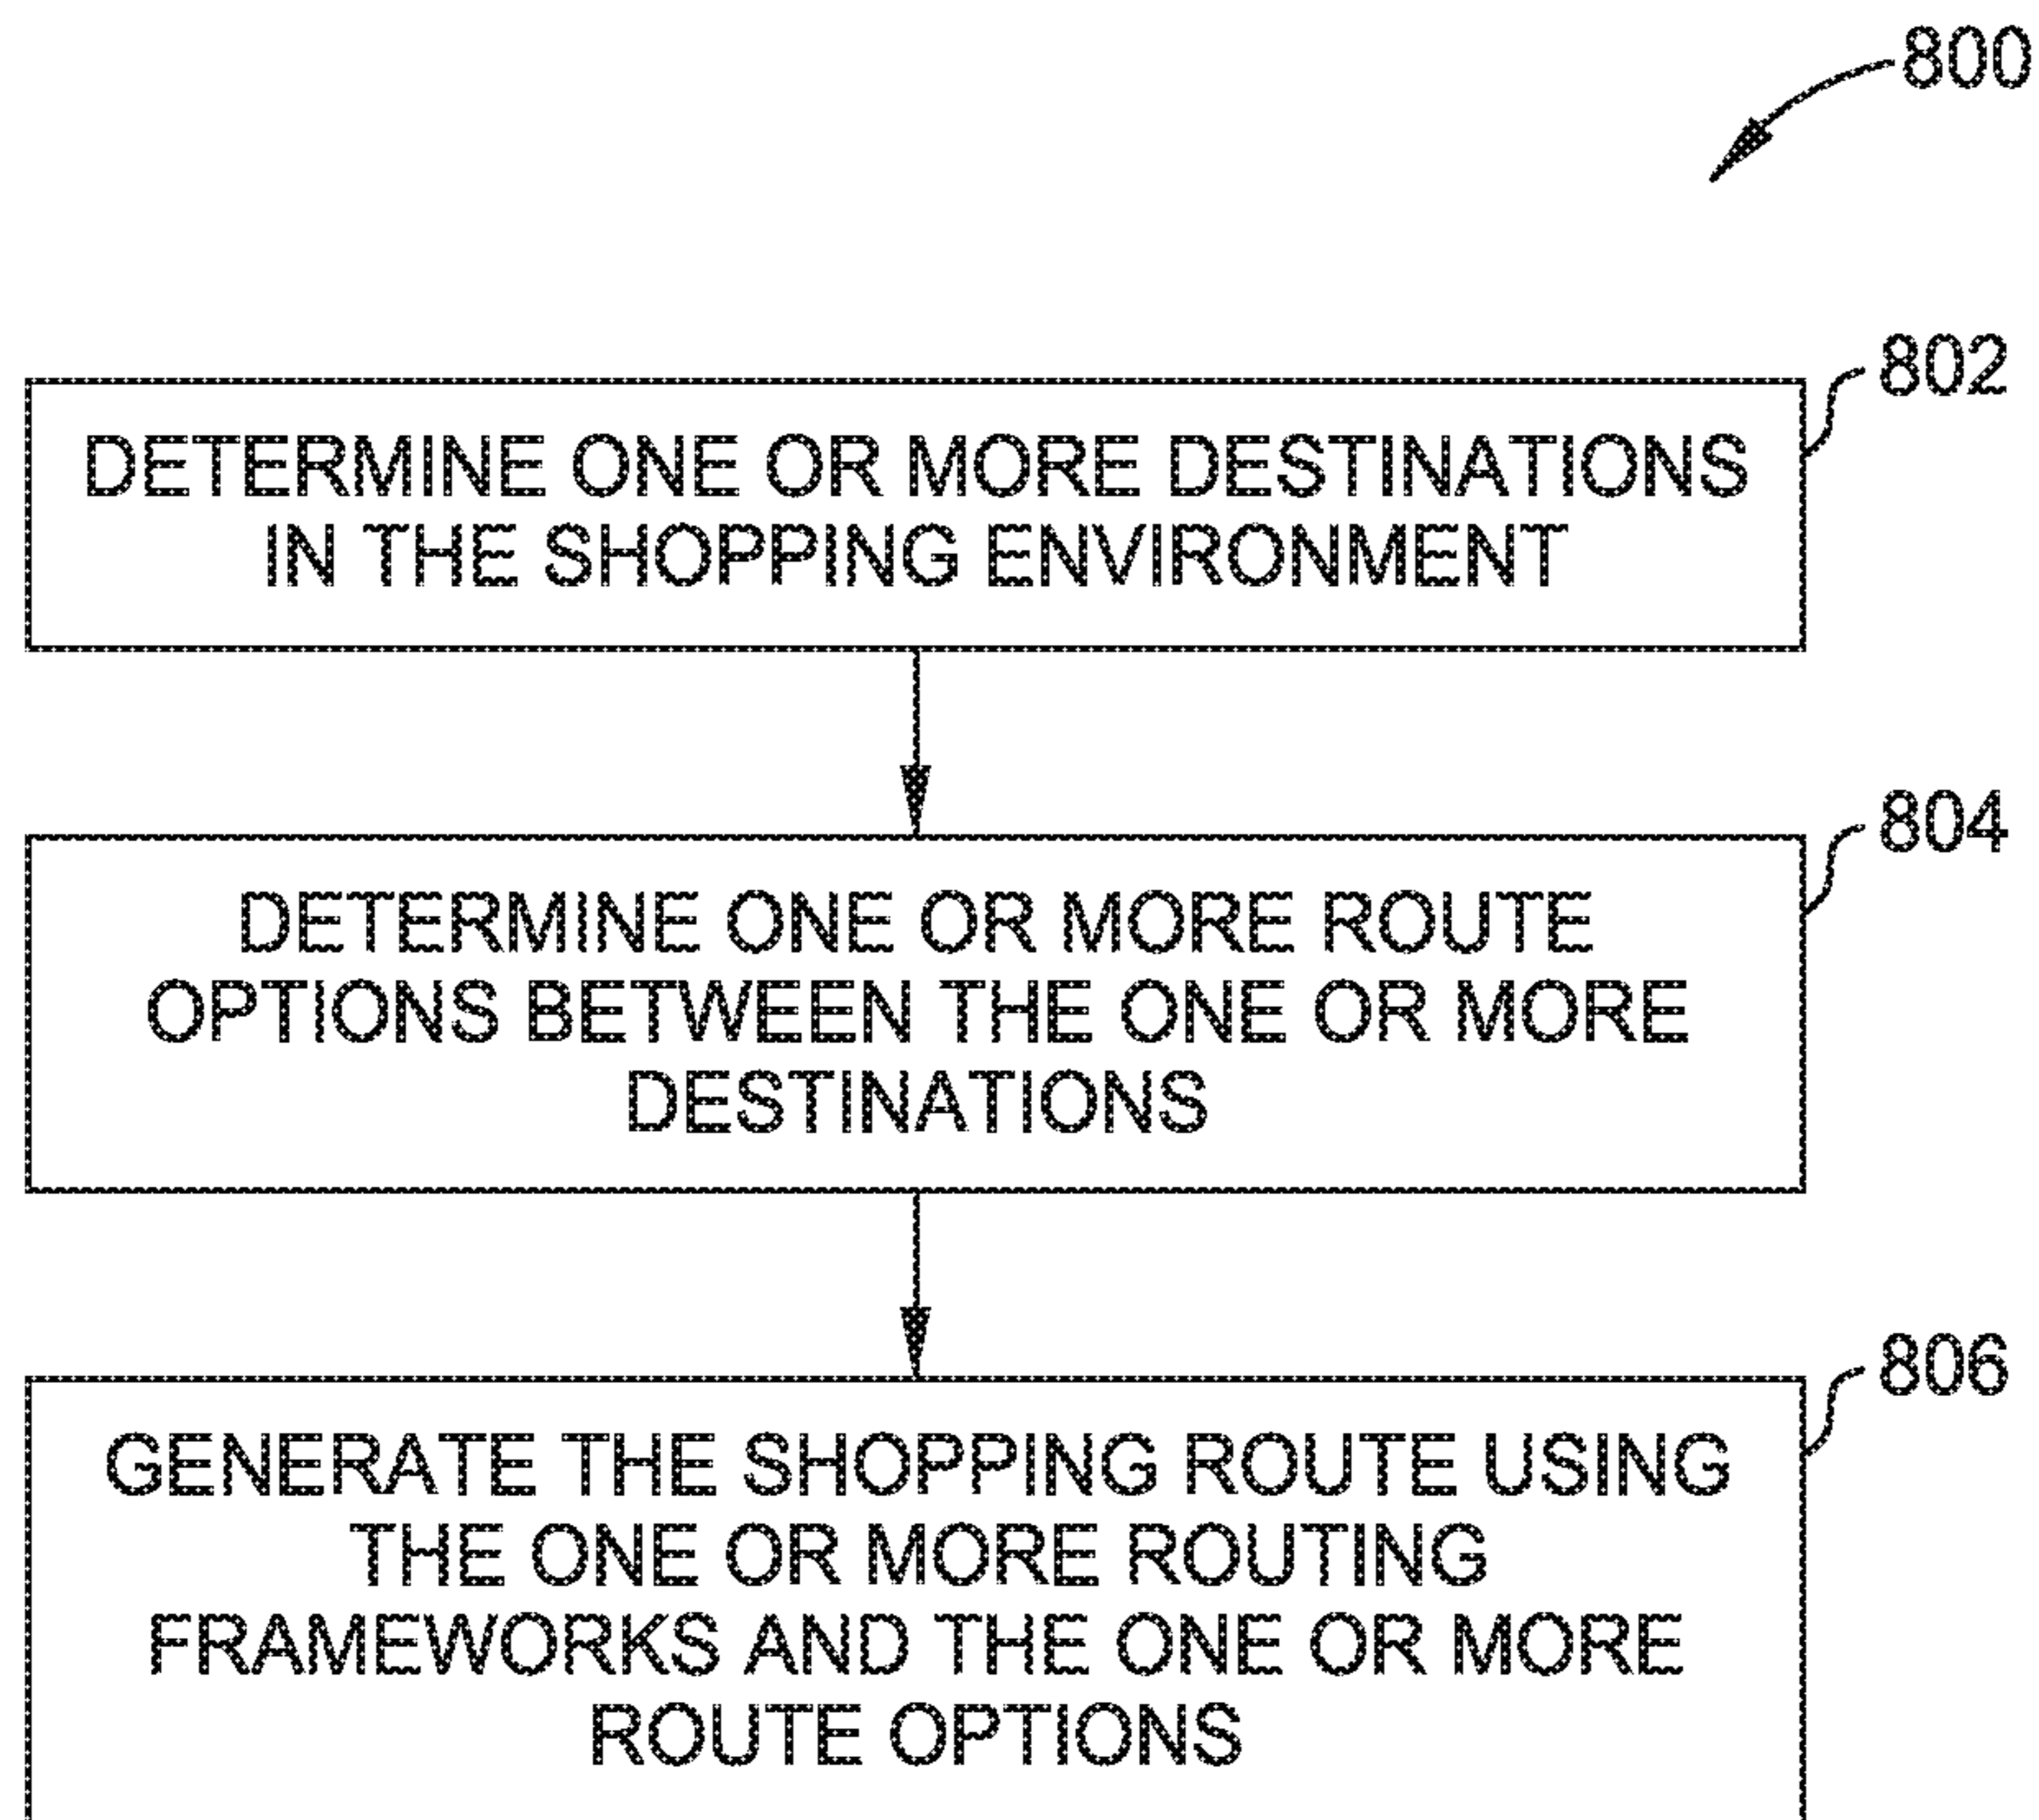 800
802
DETERMINE ONE OR MORE DESTINATIONS
IN THE SHOPPING ENVIRONMENT
804
DETERMINE ONE OR MORE ROUTE
OPTIONS BETWEEN THE ONE OR MORE
DESTINATIONS
806
GENERATE THE SHOPPING ROUTE USING
THE ONE OR MORE ROUTING
FRAMEWORKS AND THE ONE OR MORE
ROUTE OPTIONS